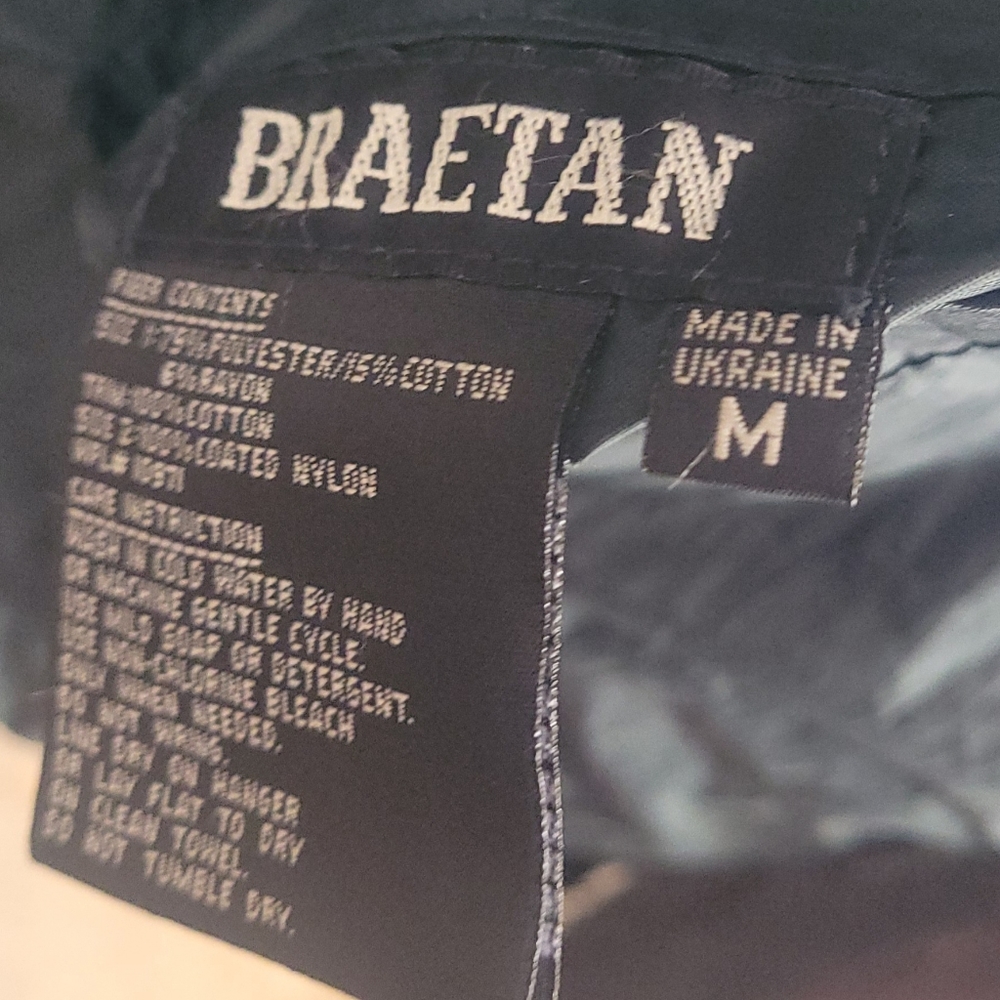 BRAETAN
FIBER CONTENTS
SIDE 1-75%POLYESTER/15%COTTON
RAYON
TRIM-100%COTTON
SIDE 2-100%COATED NYLON
CARE INSTRUCTION
WASH IN COLD WATER BY HAND
OR MACHINE GENTLE CYCLE.
USE MILD SOAP OR DETERGENT.
USE NON-CHLORINE BLEACH
ONLY WHEN NEEDED.
DO NOT WRING.
LINE DRY ON HANGER
OR LAY FLAT TO DRY
ON CLEAN TOWEL.
DO NOT TUMBLE DRY.
MADE IN
UKRAINE
M